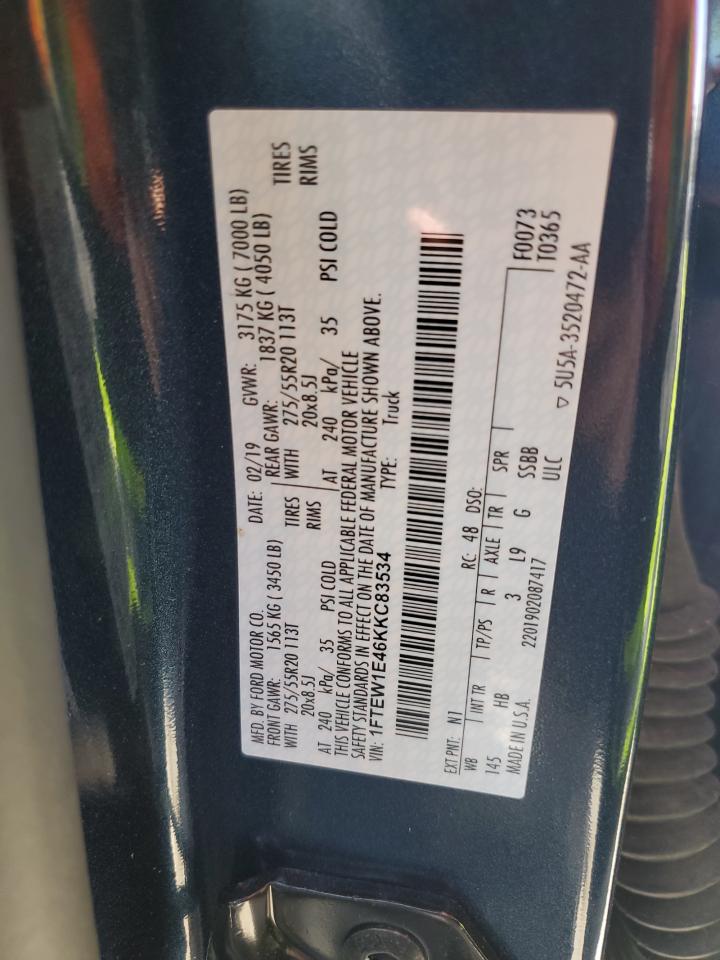 MFD. BY FORD MOTOR CO.
DATE: 02/19 GVWR: 3175 KG ( 7000 LB)
FRONT GAWR: 1565 KG ( 3450 LB) REAR GAWR: 1837 KG ( 4050 LB)
WITH 275/55R20 113T TIRES WITH 275/55R20 113T TIRES
20x8.5J RIMS 20x8.5J RIMS
AT 240 kPa/ 35 PSI COLD AT 240 kPa/ 35 PSI COLD
THIS VEHICLE CONFORMS TO ALL APPLICABLE FEDERAL MOTOR VEHICLE
SAFETY STANDARDS IN EFFECT ON THE DATE OF MANUFACTURE SHOWN ABOVE.
VIN: 1FTEW1E46KKC83534 TYPE: Truck
F0073
T0365
EXT PNT: N1 RC: 48 DSO:
WB INT TR TP/PS R AXLE TR SPR
145 HB 3 L9 G SSBB
MADE IN U.S.A. 2201902087417 ULC ▽ 5U5A-3520472-AA